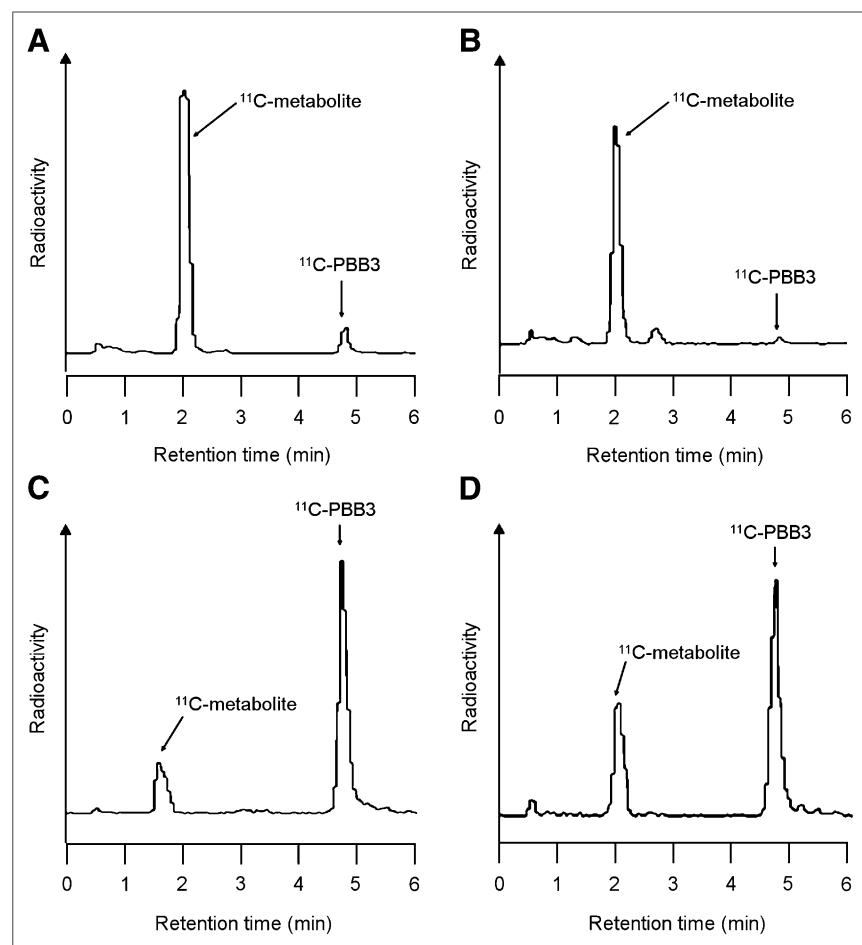 A
¹¹C-metabolite
¹¹C-PBB3
Radioactivity
0 1 2 3 4 5 6
Retention time (min)
B
¹¹C-metabolite
¹¹C-PBB3
Radioactivity
0 1 2 3 4 5 6
Retention time (min)
C
¹¹C-PBB3
¹¹C-metabolite
Radioactivity
0 1 2 3 4 5 6
Retention time (min)
D
¹¹C-PBB3
¹¹C-metabolite
Radioactivity
0 1 2 3 4 5 6
Retention time (min)